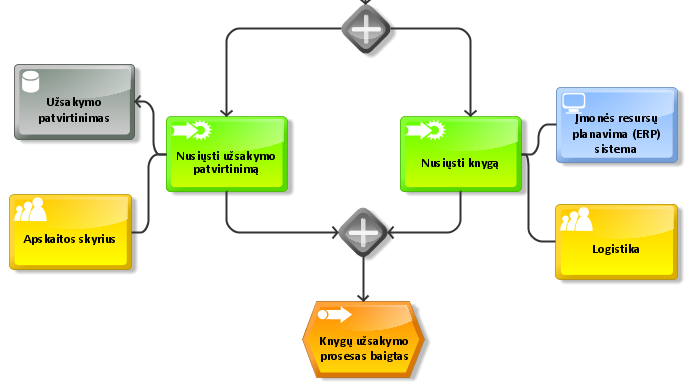 Užsakymo
patvirtinimas
Nusiųsti užsakymo
patvirtinimą
Nusiųsti knygą
Įmonės resursų
planavima (ERP)
sistema
Apskaitos skyrius
Logistika
Knygų užsakymo
prosesas baigtas